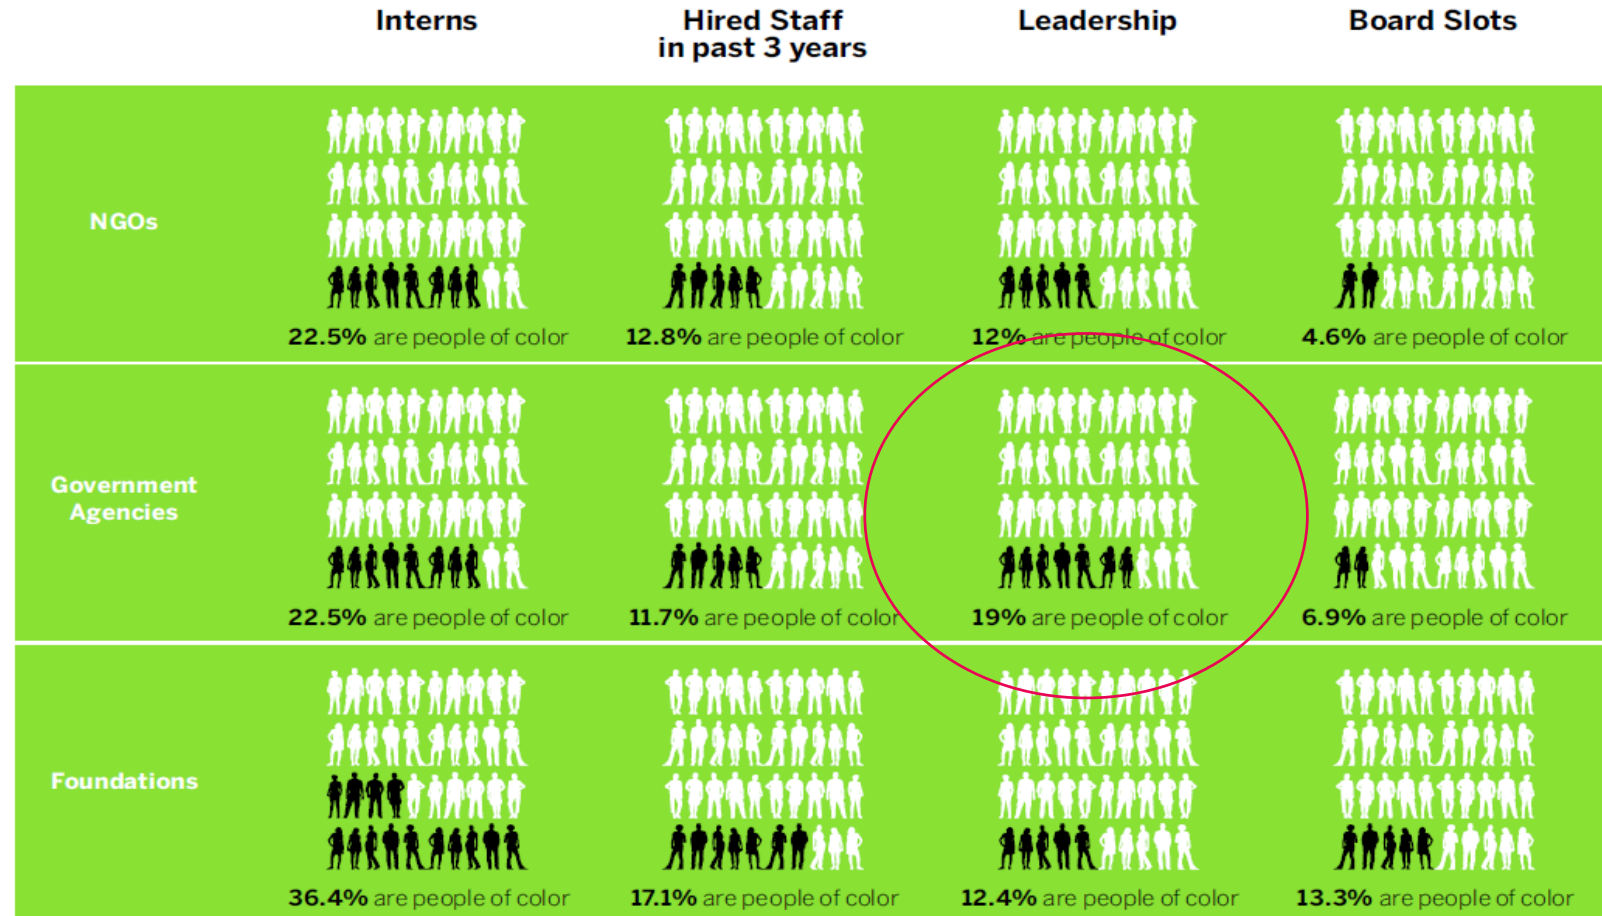 Interns
Hired Staff
in past 3 years
Leadership
Board Slots
NGOs
22.5% are people of color
12.8% are people of color
12% are people of color
4.6% are people of color
Government
Agencies
22.5% are people of color
11.7% are people of color
19% are people of color
6.9% are people of color
Foundations
36.4% are people of color
17.1% are people of color
12.4% are people of color
13.3% are people of color